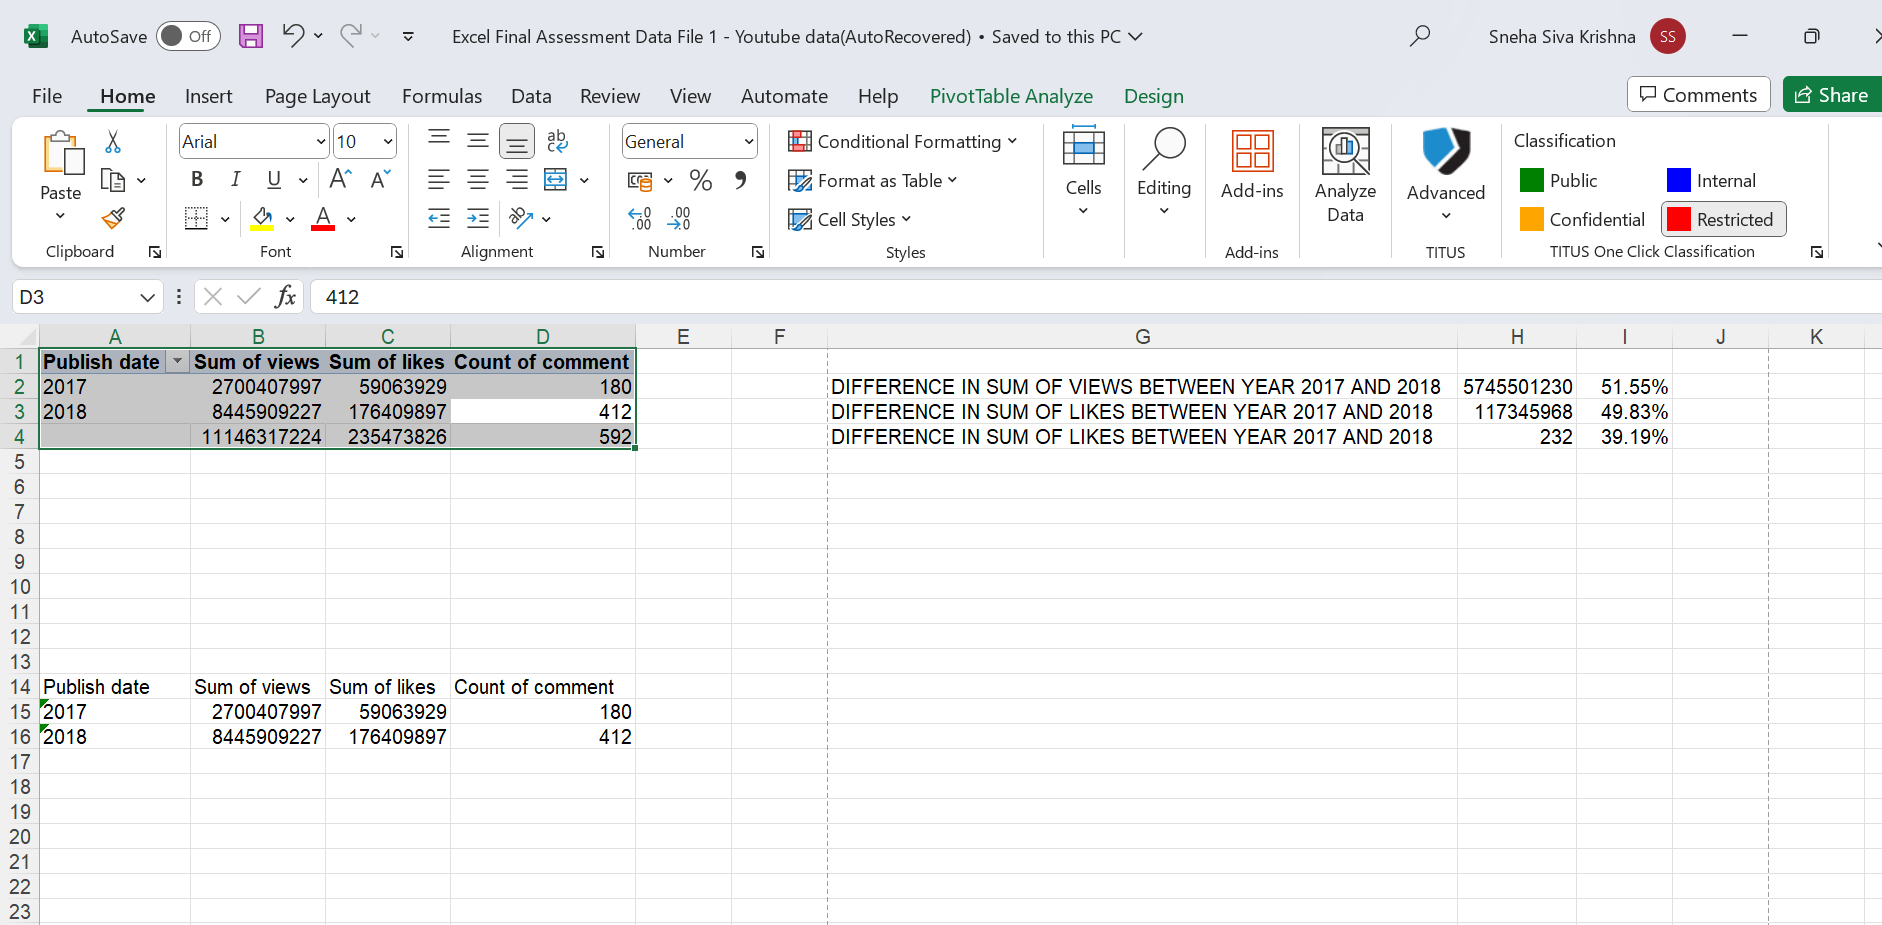 AutoSave Off Excel Final Assessment Data File 1 - Youtube data(AutoRecovered) • Saved to this PC Sneha Siva Krishna SS
File Home Insert Page Layout Formulas Data Review View Automate Help PivotTable Analyze Design Comments Share
Arial 10 ab General Conditional Formatting Classification
Paste B I U A A % Format as Table Cells Editing Add-ins Analyze Data Advanced Public Internal
A Cell Styles Confidential Restricted
Clipboard Font Alignment Number Styles Add-ins TITUS TITUS One Click Classification
D3 fx 412
A B C D E F G H I J K
1 Publish date Sum of views Sum of likes Count of comment
2 2017 2700407997 59063929 180 DIFFERENCE IN SUM OF VIEWS BETWEEN YEAR 2017 AND 2018 5745501230 51.55%
3 2018 8445909227 176409897 412 DIFFERENCE IN SUM OF LIKES BETWEEN YEAR 2017 AND 2018 117345968 49.83%
4 11146317224 235473826 592 DIFFERENCE IN SUM OF LIKES BETWEEN YEAR 2017 AND 2018 232 39.19%
5
6
7
8
9
10
11
12
13
14 Publish date Sum of views Sum of likes Count of comment
15 2017 2700407997 59063929 180
16 2018 8445909227 176409897 412
17
18
19
20
21
22
23